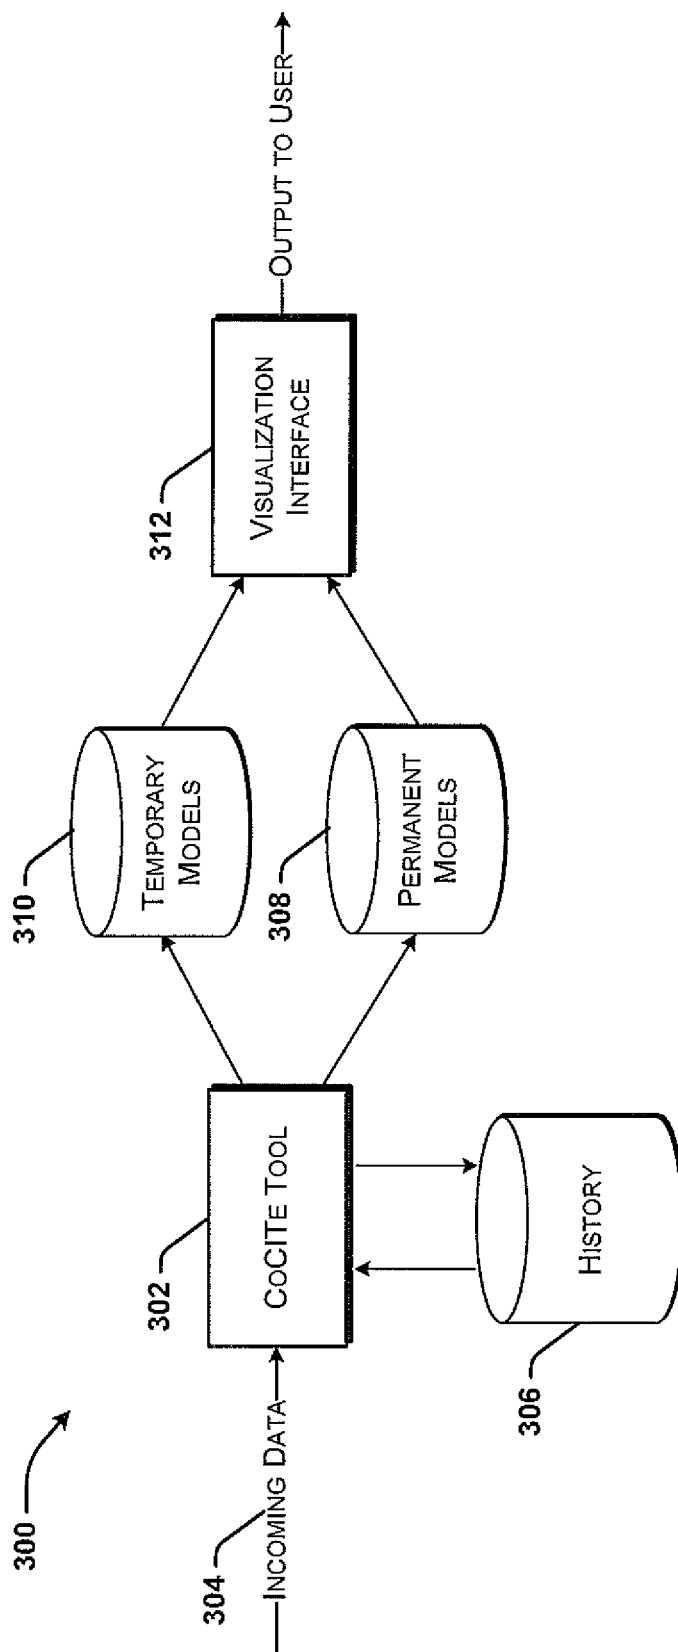 300
304
INCOMING DATA
302
COCITE TOOL
306
HISTORY
310
TEMPORARY
MODELS
308
PERMANENT
MODELS
312
VISUALIZATION
INTERFACE
OUTPUT TO USER